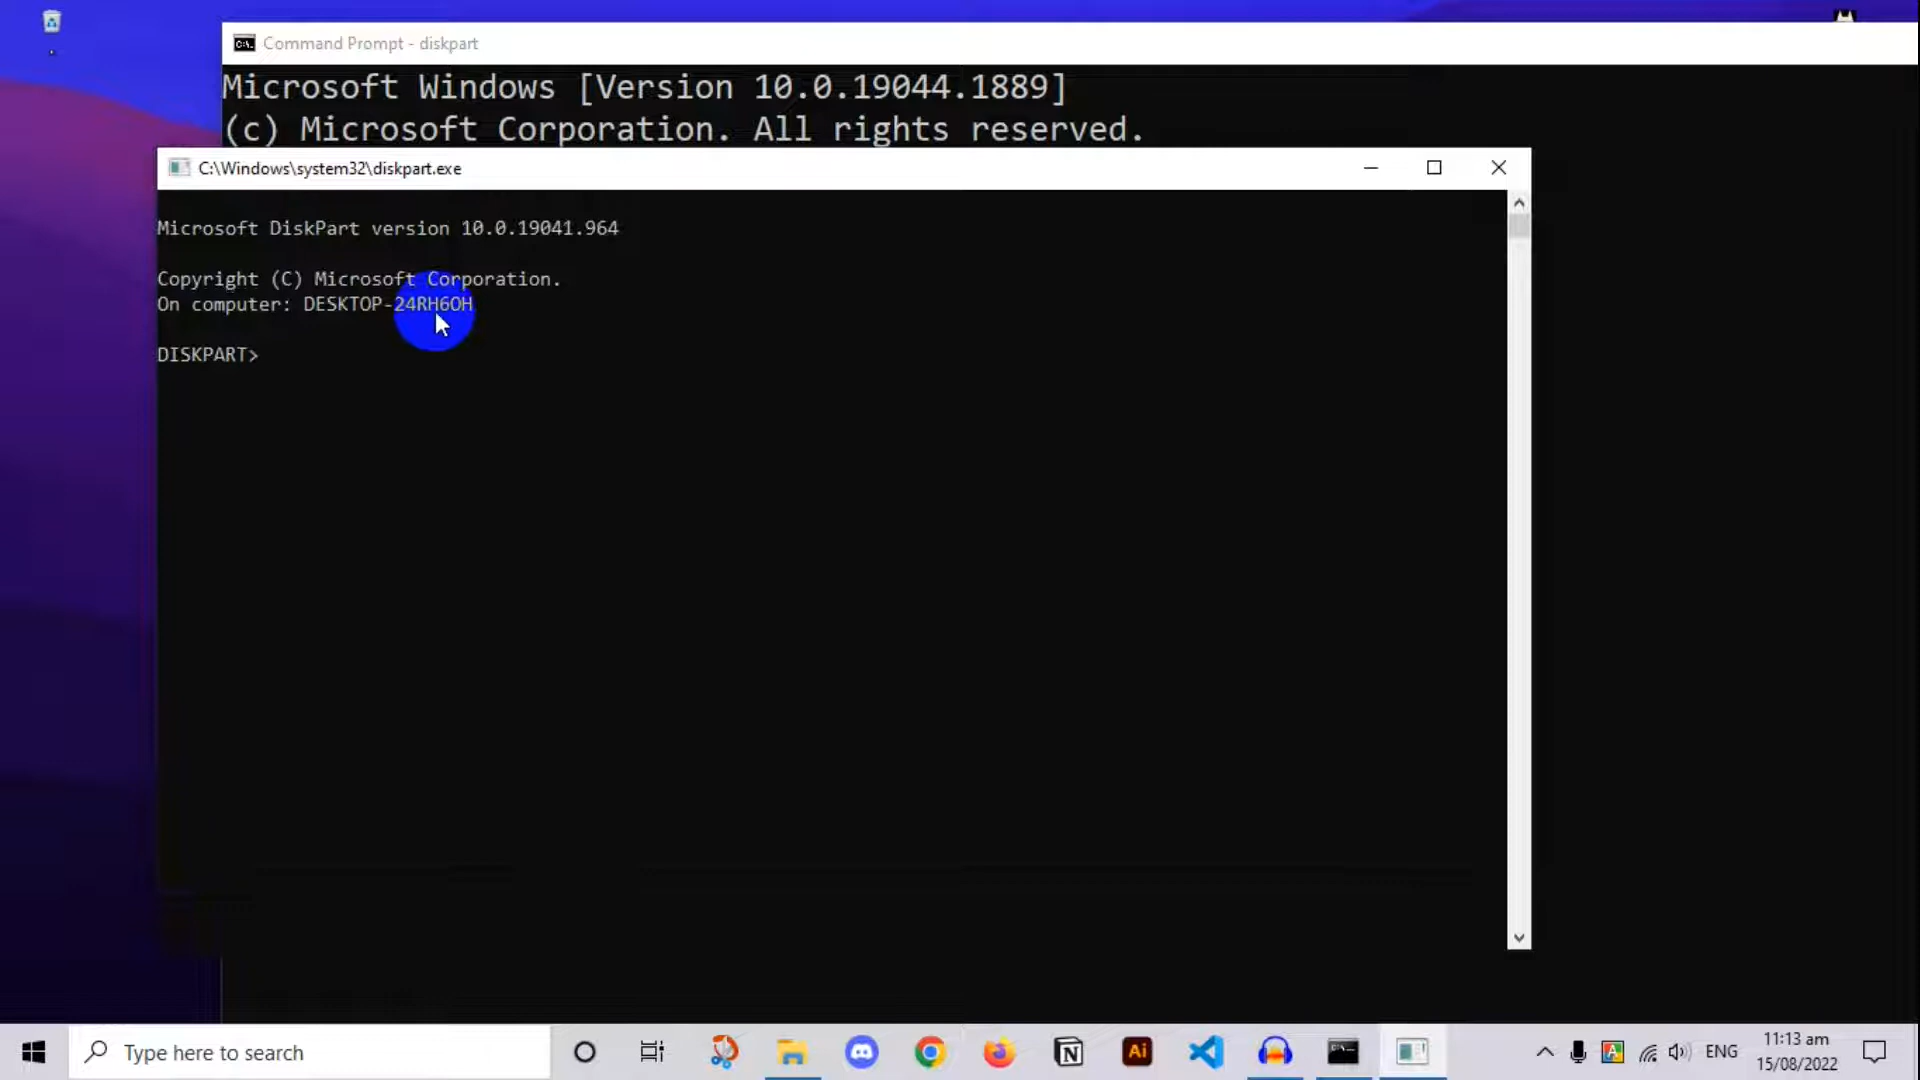 Command Prompt - diskpart
Microsoft Windows [Version 10.0.19044.1889]
(c) Microsoft Corporation. All rights reserved.
C:\Windows\system32\diskpart.exe
Microsoft DiskPart version 10.0.19041.964
Copyright (C) Microsoft Corporation.
On computer: DESKTOP-24RH6OH
DISKPART>
Type here to search
Ai
ENG
11:13 am
15/08/2022